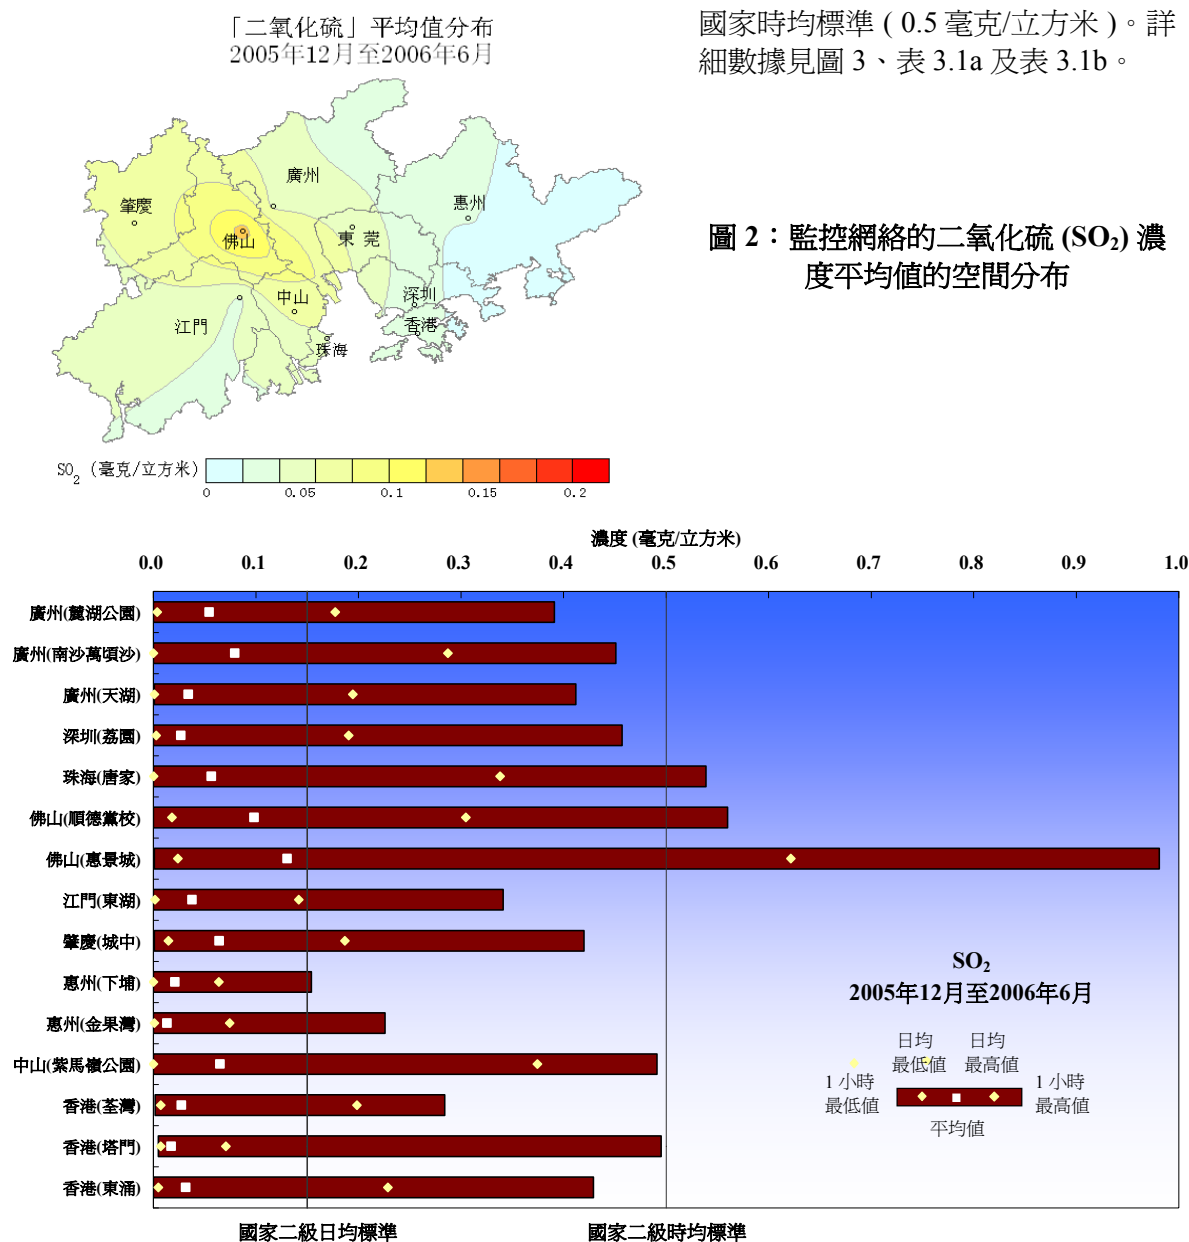 「二氧化硫」平均值分布
2005年12月至2006年6月
國家時均標準 ( 0.5 毫克/立方米 )。詳
細數據見圖 3、表 3.1a 及表 3.1b。
廣州
肇慶
惠州
佛山
東 莞
深圳
中山
江門
香港
珠海
圖 2：監控網絡的二氧化硫 (SO₂) 濃
度平均值的空間分布
SO₂ (毫克/立方米)
0 0.05 0.1 0.15 0.2
濃度 (毫克/立方米)
0.0 0.1 0.2 0.3 0.4 0.5 0.6 0.7 0.8 0.9 1.0
廣州(麓湖公園)
廣州(南沙萬頃沙)
廣州(天湖)
深圳(荔園)
珠海(唐家)
佛山(順德黨校)
佛山(惠景城)
江門(東湖)
肇慶(城中)
惠州(下埔)
惠州(金果灣)
中山(紫馬嶺公園)
香港(荃灣)
香港(塔門)
香港(東涌)
SO₂
2005年12月至2006年6月
日均 日均
最低值 最高值
1 小時 1 小時
最低值 最高值
平均值
國家二級日均標準 國家二級時均標準